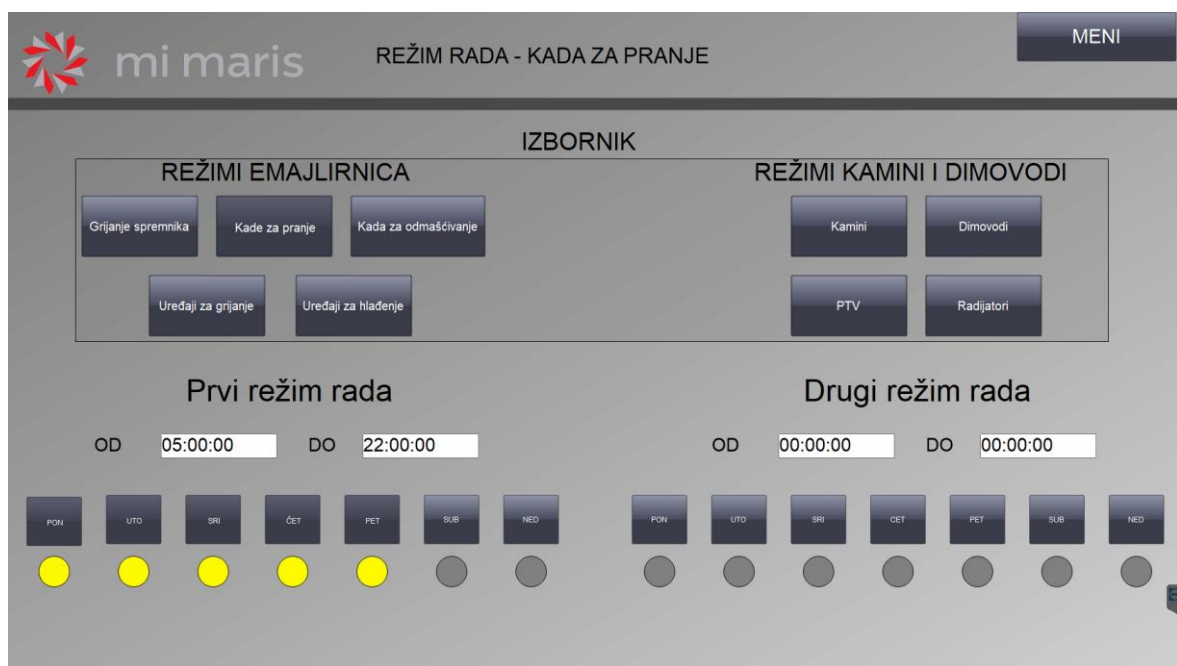 mi maris
REŽIM RADA - KADA ZA PRANJE
MENI
IZBORNIK
REŽIMI EMAJLIRNICA
REŽIMI KAMINI I DIMOVODI
Grijanje spremnika
Kade za pranje
Kada za odmašćivanje
Kamini
Dimovodi
Uređaji za grijanje
Uređaji za hlađenje
PTV
Radijatori
Prvi režim rada
Drugi režim rada
OD 05:00:00 DO 22:00:00
OD 00:00:00 DO 00:00:00
PON UTO SRI ČET PET SUB NED
PON UTO SRI CET PET SUB NED